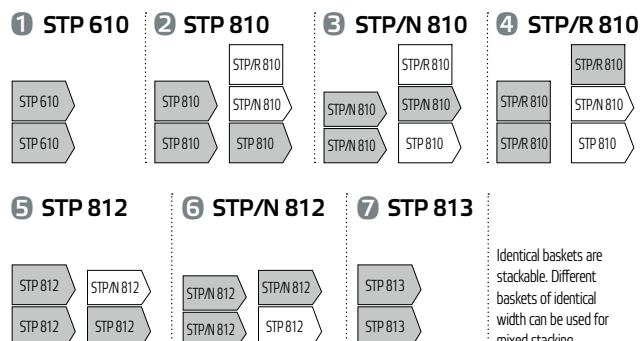 1 STP 610
2 STP 810
3 STP/N 810
4 STP/R 810
STP/R 810
STP/R 810
STP/R 810
STP 610
STP 810
STP/N 810
STP/N 810
STP/N 810
STP/R 810
STP/N 810
STP 610
STP 810
STP 810
STP/N 810
STP 810
STP/R 810
STP 810
5 STP 812
6 STP/N 812
7 STP 813
STP 812
STP/N 812
STP/N 812
STP/N 812
STP 813
STP 812
STP 812
STP/N 812
STP 812
STP 813
Identical baskets are
stackable. Different
baskets of identical
width can be used for
mixed stacking